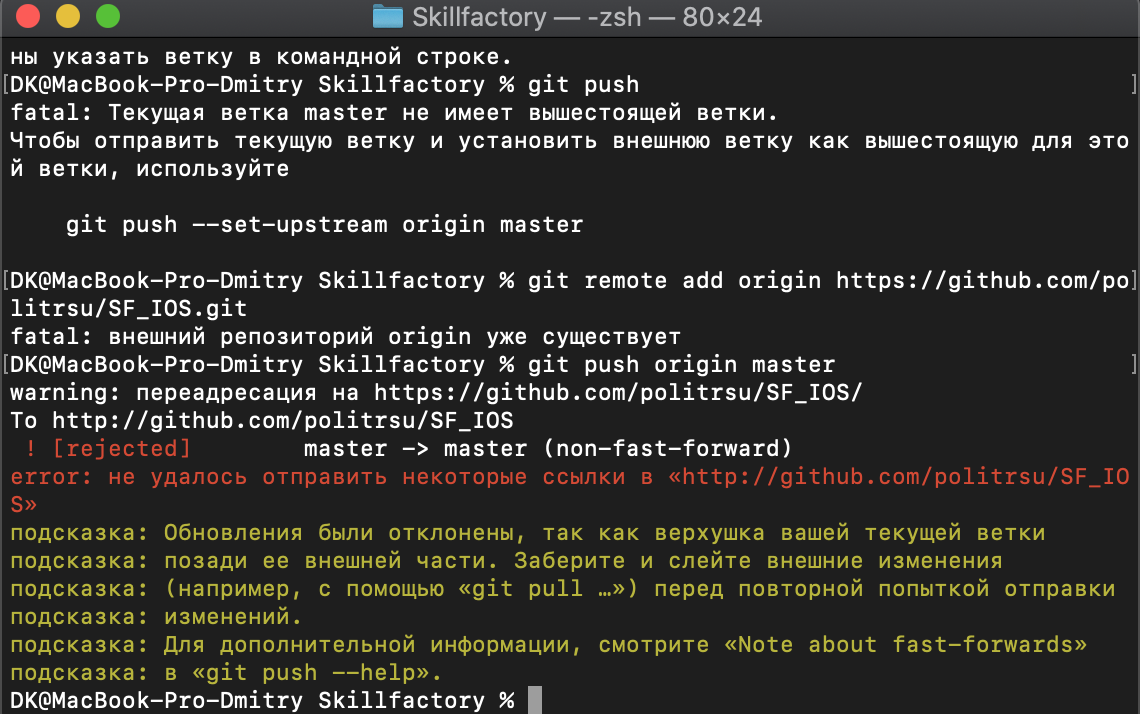 Skillfactory — -zsh — 80×24
ны указать ветку в командной строке.
[DK@MacBook-Pro-Dmitry Skillfactory % git push ]
fatal: Текущая ветка master не имеет вышестоящей ветки.
Чтобы отправить текущую ветку и установить внешнюю ветку как вышестоящую для это
й ветки, используйте
git push --set-upstream origin master
[DK@MacBook-Pro-Dmitry Skillfactory % git remote add origin https://github.com/po]
litrsu/SF_IOS.git
fatal: внешний репозиторий origin уже существует
[DK@MacBook-Pro-Dmitry Skillfactory % git push origin master ]
warning: переадресация на https://github.com/politrsu/SF_IOS/
To http://github.com/politrsu/SF_IOS
! [rejected] master -> master (non-fast-forward)
error: не удалось отправить некоторые ссылки в «http://github.com/politrsu/SF_IO
S»
подсказка: Обновления были отклонены, так как верхушка вашей текущей ветки
подсказка: позади ее внешней части. Заберите и слейте внешние изменения
подсказка: (например, с помощью «git pull …») перед повторной попыткой отправки
подсказка: изменений.
подсказка: Для дополнительной информации, смотрите «Note about fast-forwards»
подсказка: в «git push --help».
DK@MacBook-Pro-Dmitry Skillfactory %